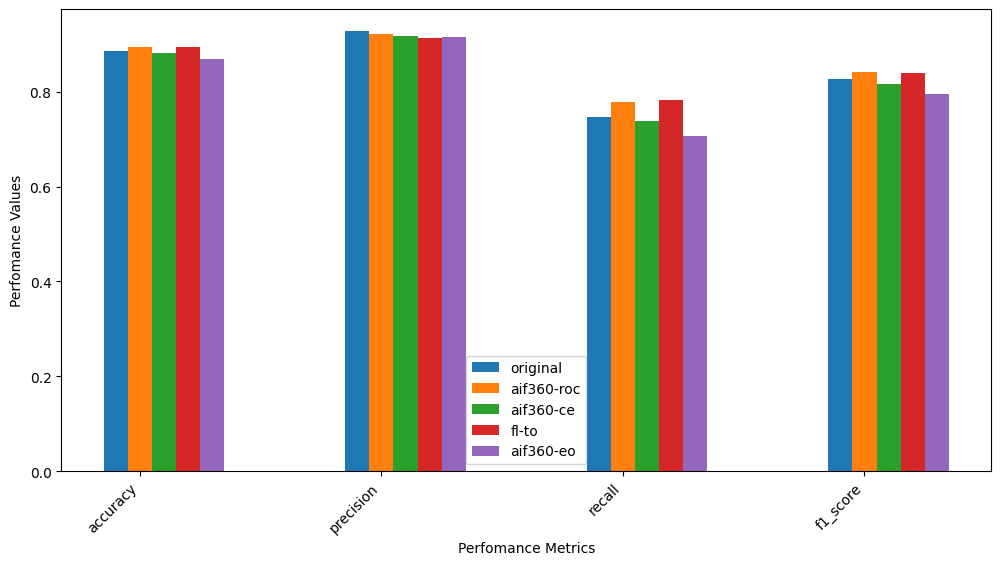 Perfomance Values
0.8
0.6
0.4
0.2
0.0
original
aif360-roc
aif360-ce
fl-to
aif360-eo
accuracy
precision
recall
f1_score
Perfomance Metrics